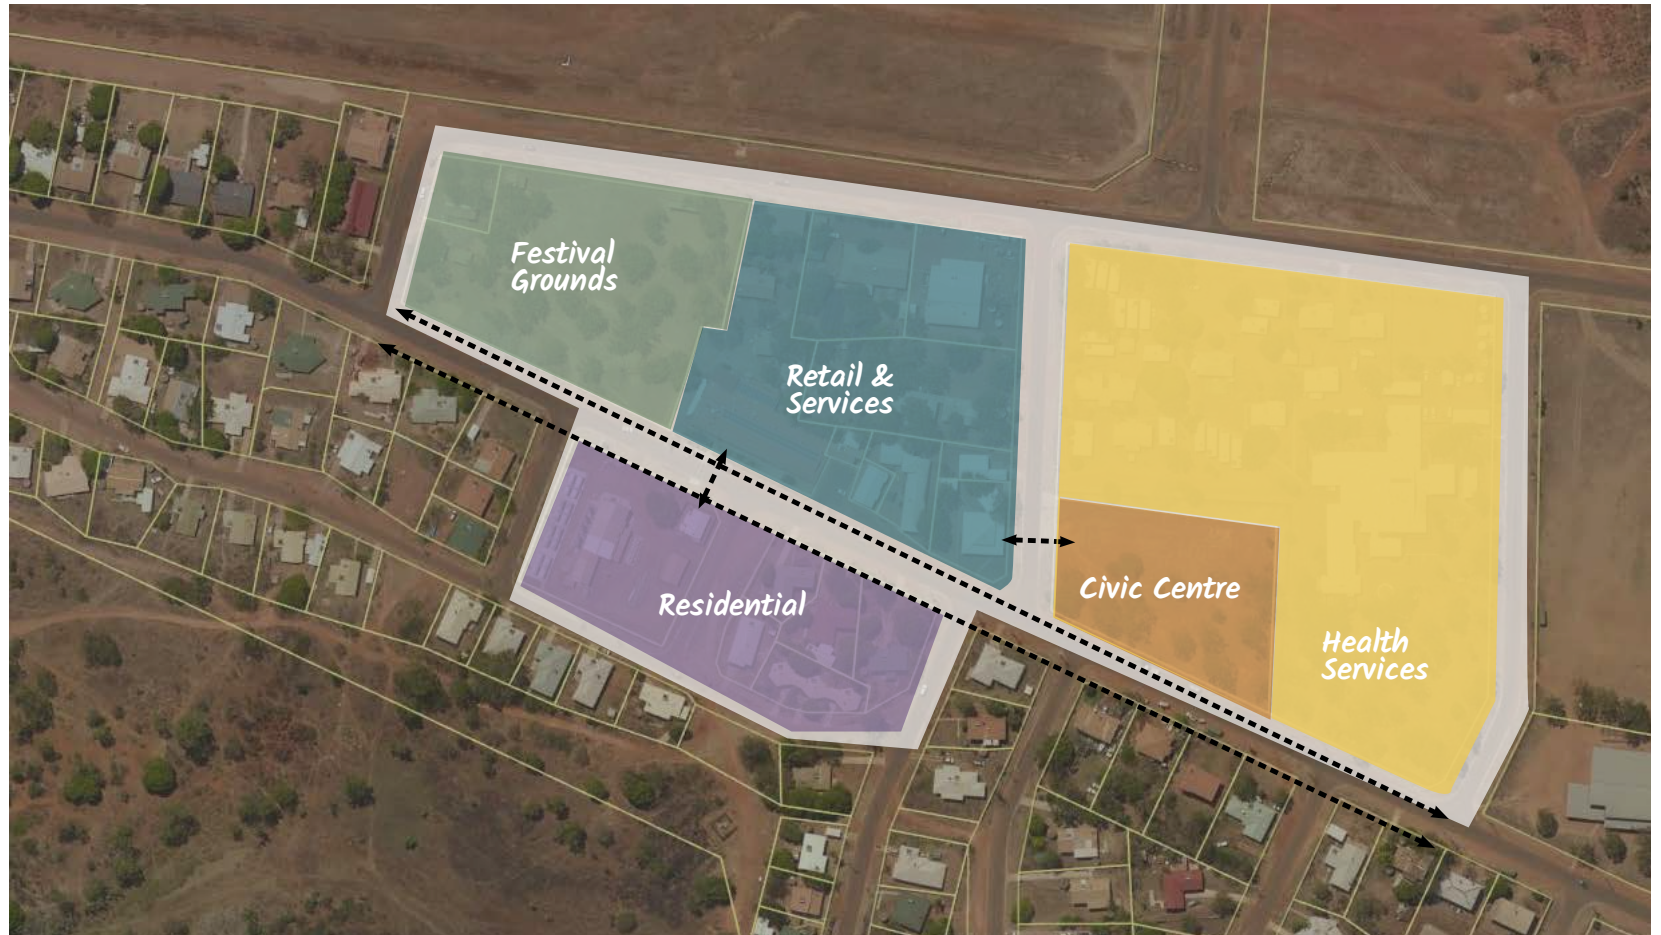 Festival
Grounds
Retail &
Services
Residential
Civic Centre
Health
Services